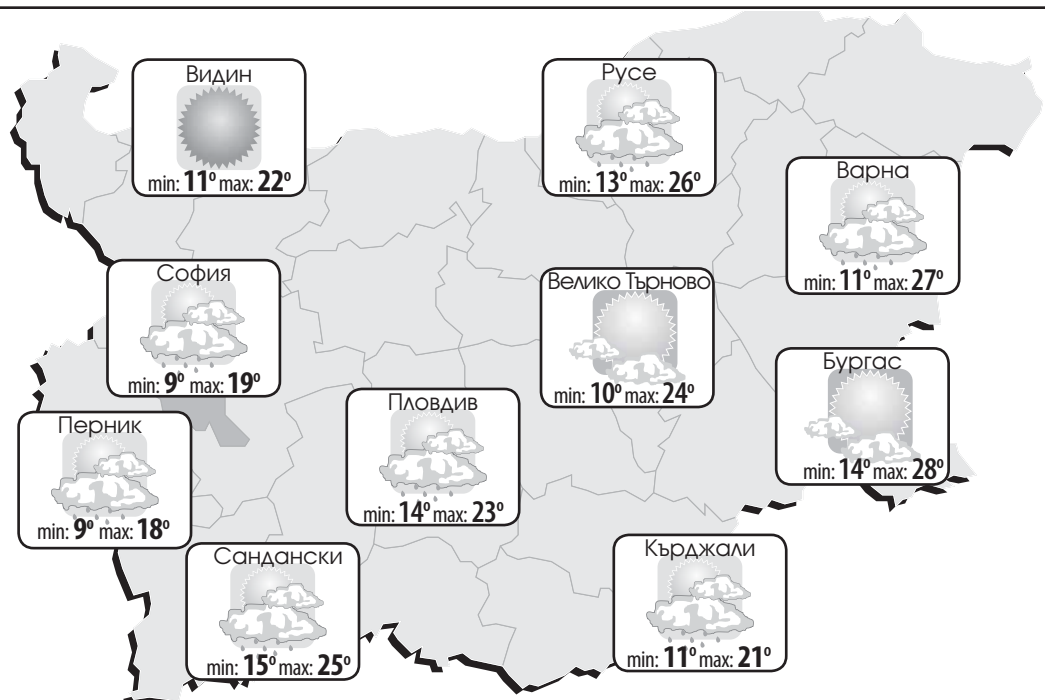 Видин
min: 11° max: 22°
Русе
min: 13° max: 26°
Варна
min: 11° max: 27°
София
min: 9° max: 19°
Велико Търново
min: 10° max: 24°
Бургас
min: 14° max: 28°
Пловдив
min: 14° max: 23°
Перник
min: 9° max: 18°
Сандански
min: 15° max: 25°
Кърджали
min: 11° max: 21°